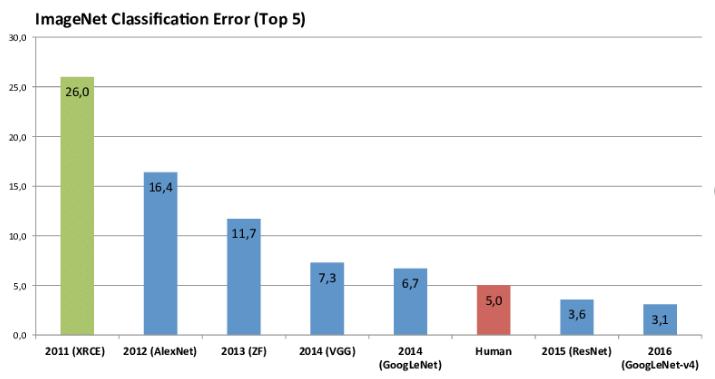 ImageNet Classification Error (Top 5)
30,0
25,0
20,0
15,0
10,0
5,0
0,0
26,0
16,4
11,7
7,3
6,7
5,0
3,6
3,1
2011 (XRCE)
2012 (AlexNet)
2013 (ZF)
2014 (VGG)
2014
(GoogLeNet)
Human
2015 (ResNet)
2016
(GoogLeNet-v4)